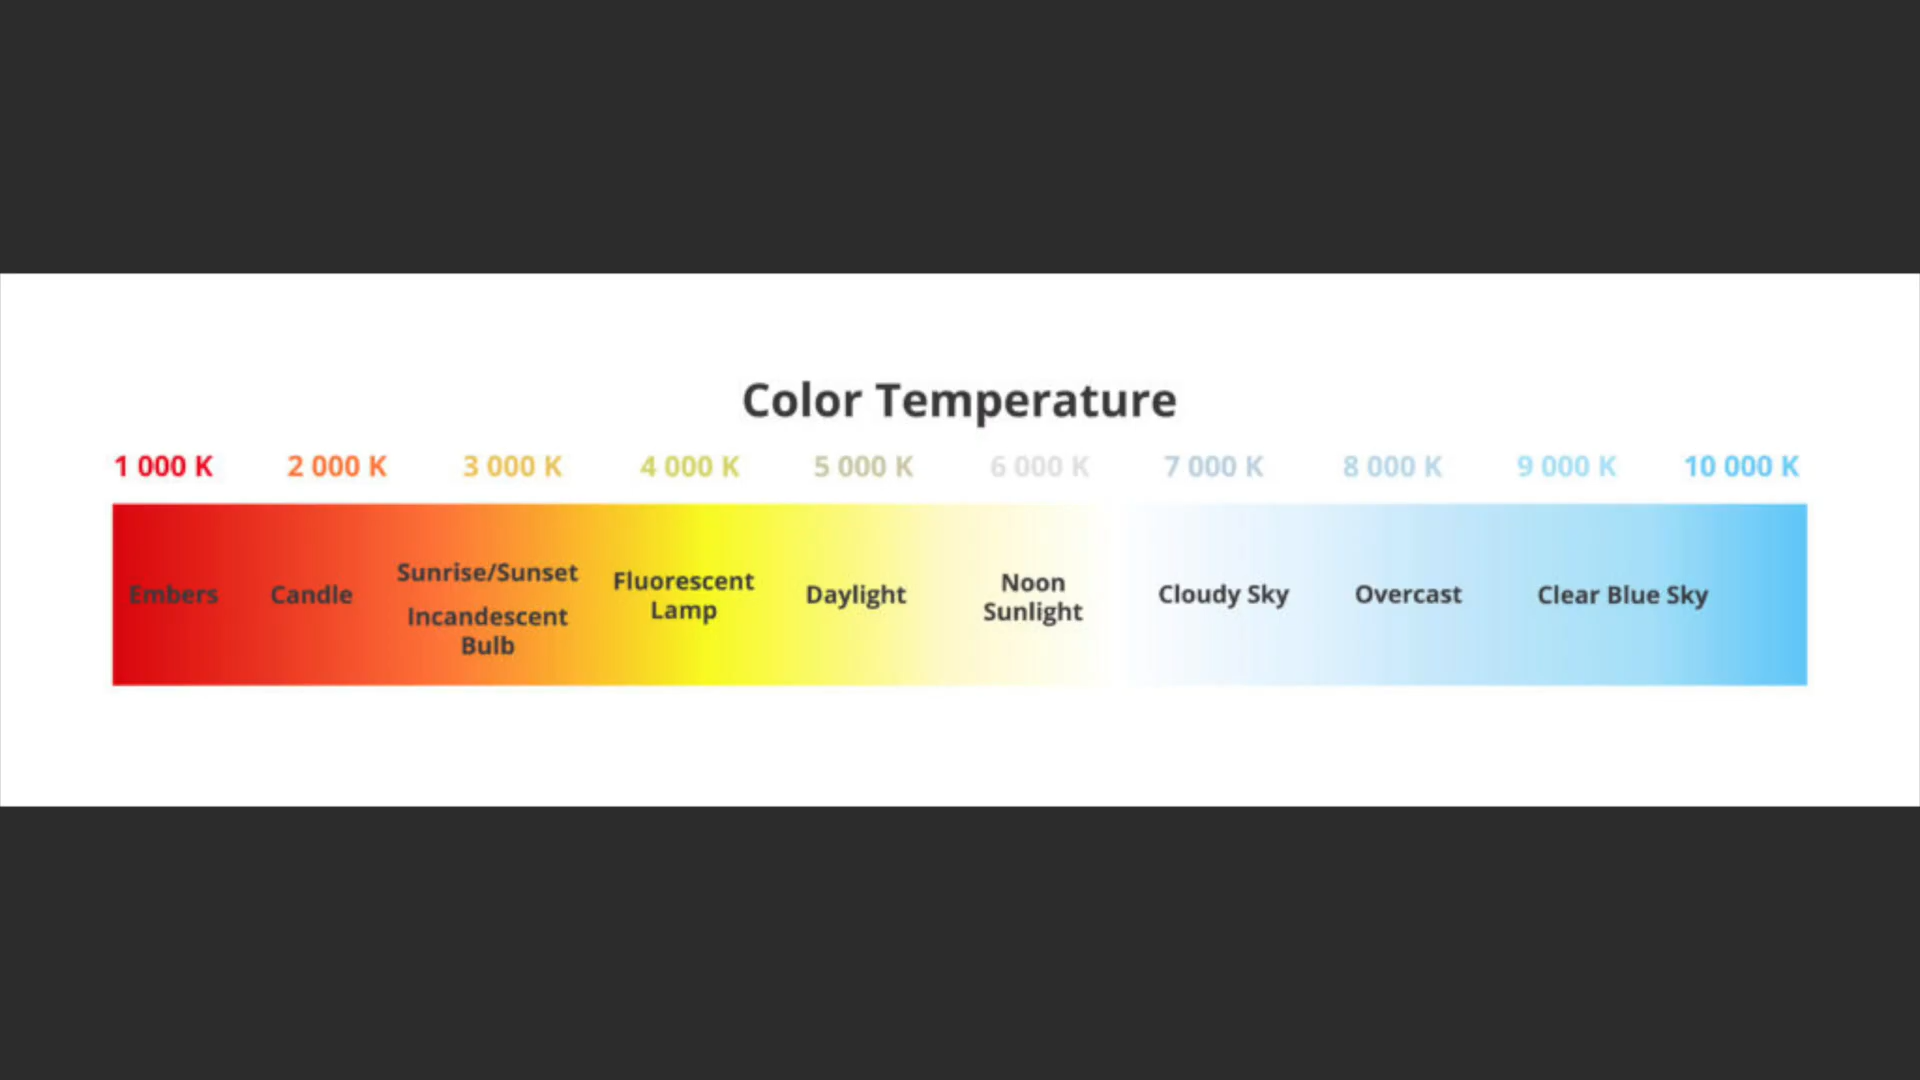 Color Temperature
1 000 K 2 000 K 3 000 K 4 000 K 5 000 K 6 000 K 7 000 K 8 000 K 9 000 K 10 000 K
Embers
Candle
Sunrise/Sunset
Incandescent
Bulb
Fluorescent
Lamp
Daylight
Noon
Sunlight
Cloudy Sky
Overcast
Clear Blue Sky